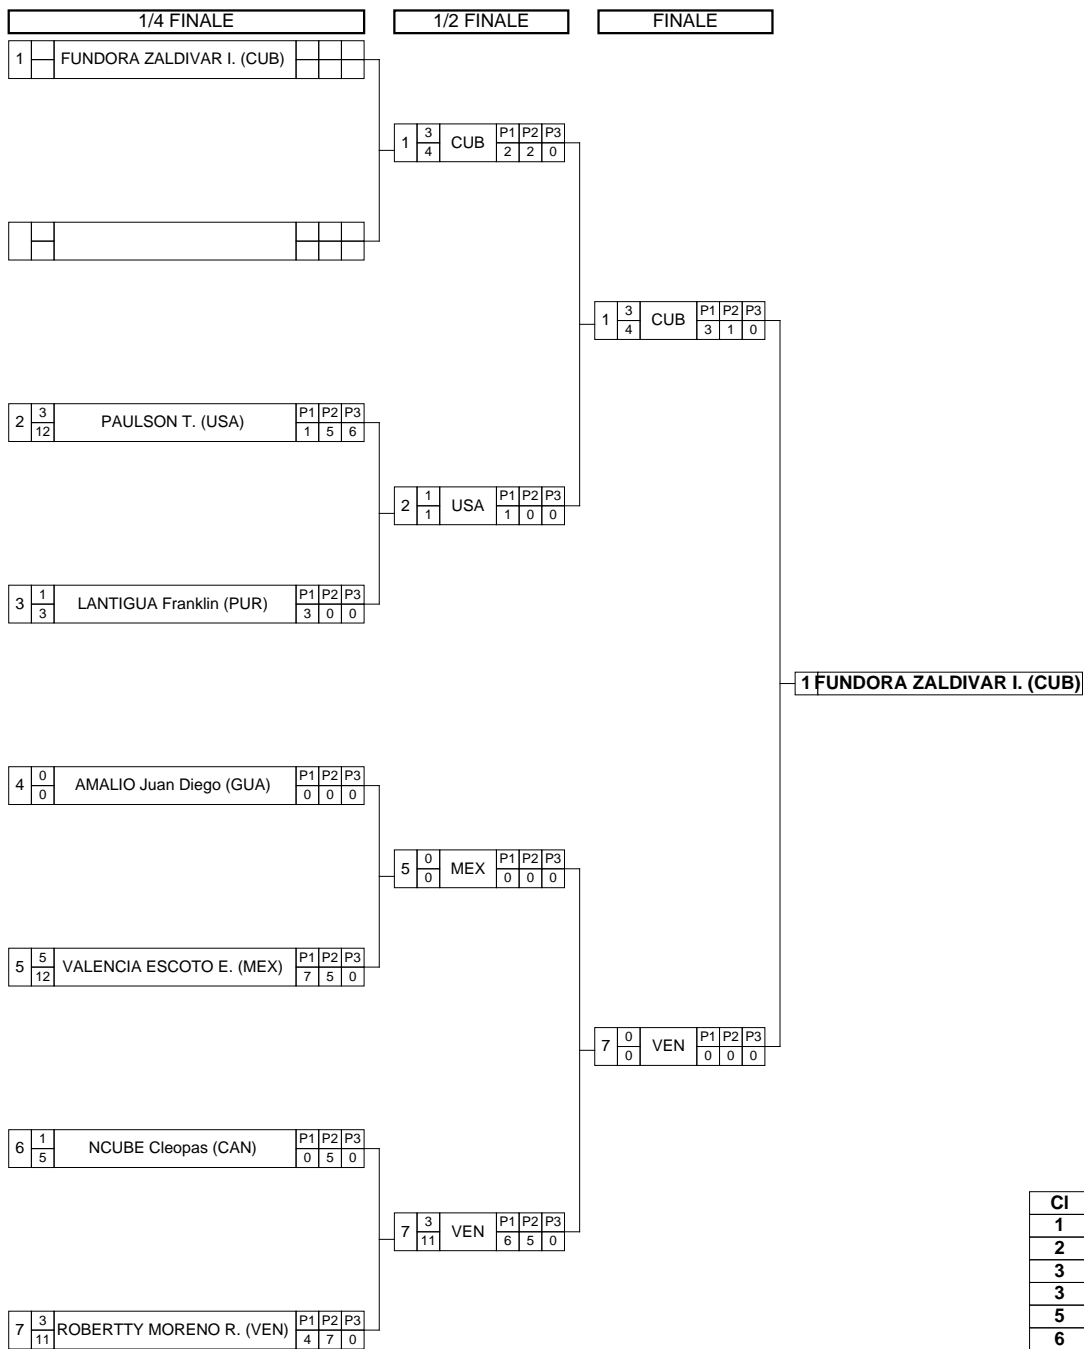 1/4 FINALE 1/2 FINALE FINALE
1 FUNDORA ZALDIVAR I. (CUB)
1 3 4 CUB P1 P2 P3
2 2 0
1 3 4 CUB P1 P2 P3
3 1 0
2 3 12 PAULSON T. (USA) P1 P2 P3
1 5 6
2 1 1 USA P1 P2 P3
1 0 0
3 1 3 LANTIGUA Franklin (PUR) P1 P2 P3
3 0 0
1 FUNDORA ZALDIVAR I. (CUB)
4 0 0 AMALIO Juan Diego (GUA) P1 P2 P3
0 0 0
5 0 0 MEX P1 P2 P3
0 0 0
5 5 12 VALENCIA ESCOTO E. (MEX) P1 P2 P3
7 5 0
7 0 0 VEN P1 P2 P3
0 0 0
6 1 5 NCUBE Cleopas (CAN) P1 P2 P3
0 5 0
7 3 11 VEN P1 P2 P3
6 5 0
7 3 11 ROBERTTY MORENO R. (VEN) P1 P2 P3
4 7 0
Cl
1
2
3
3
5
6